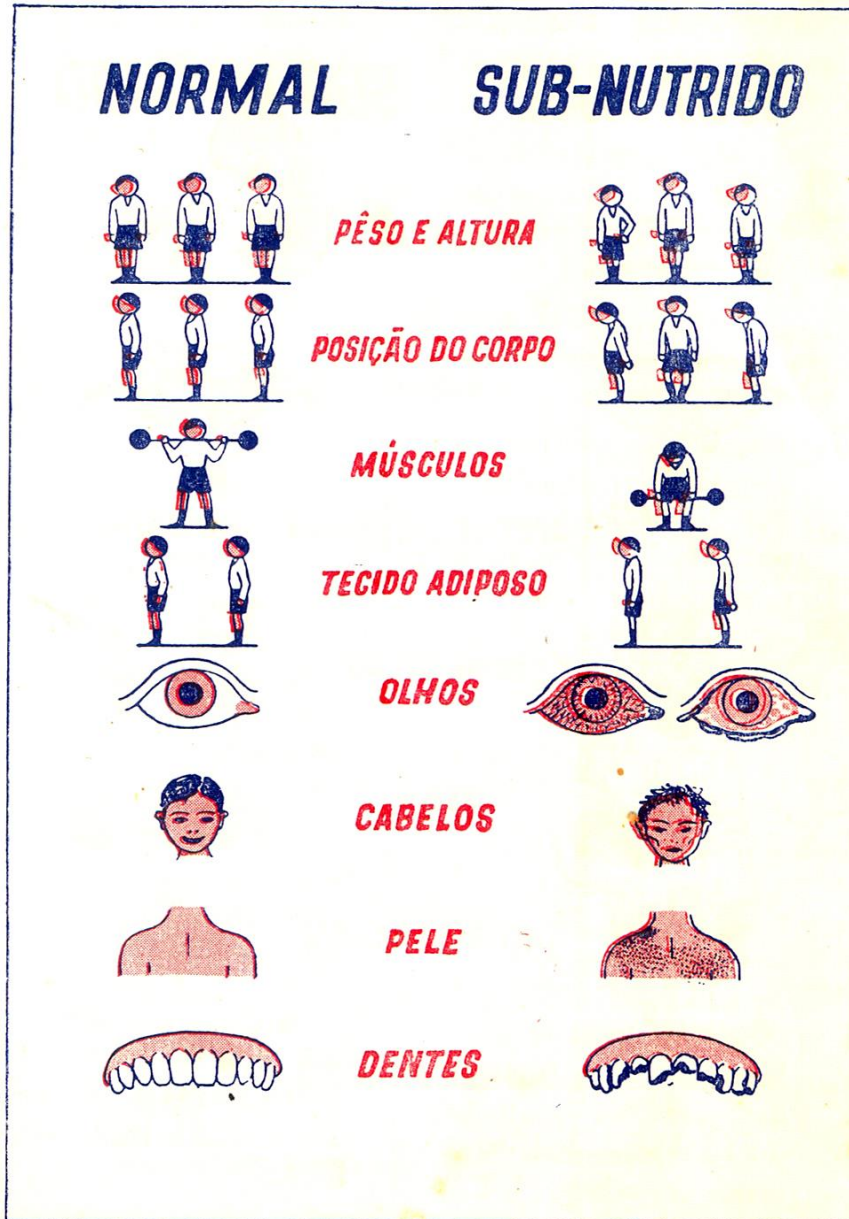 NORMAL SUB-NUTRIDO
PÊSO E ALTURA
POSIÇÃO DO CORPO
MÚSCULOS
TECIDO ADIPOSO
OLHOS
CABELOS
PELE
DENTES